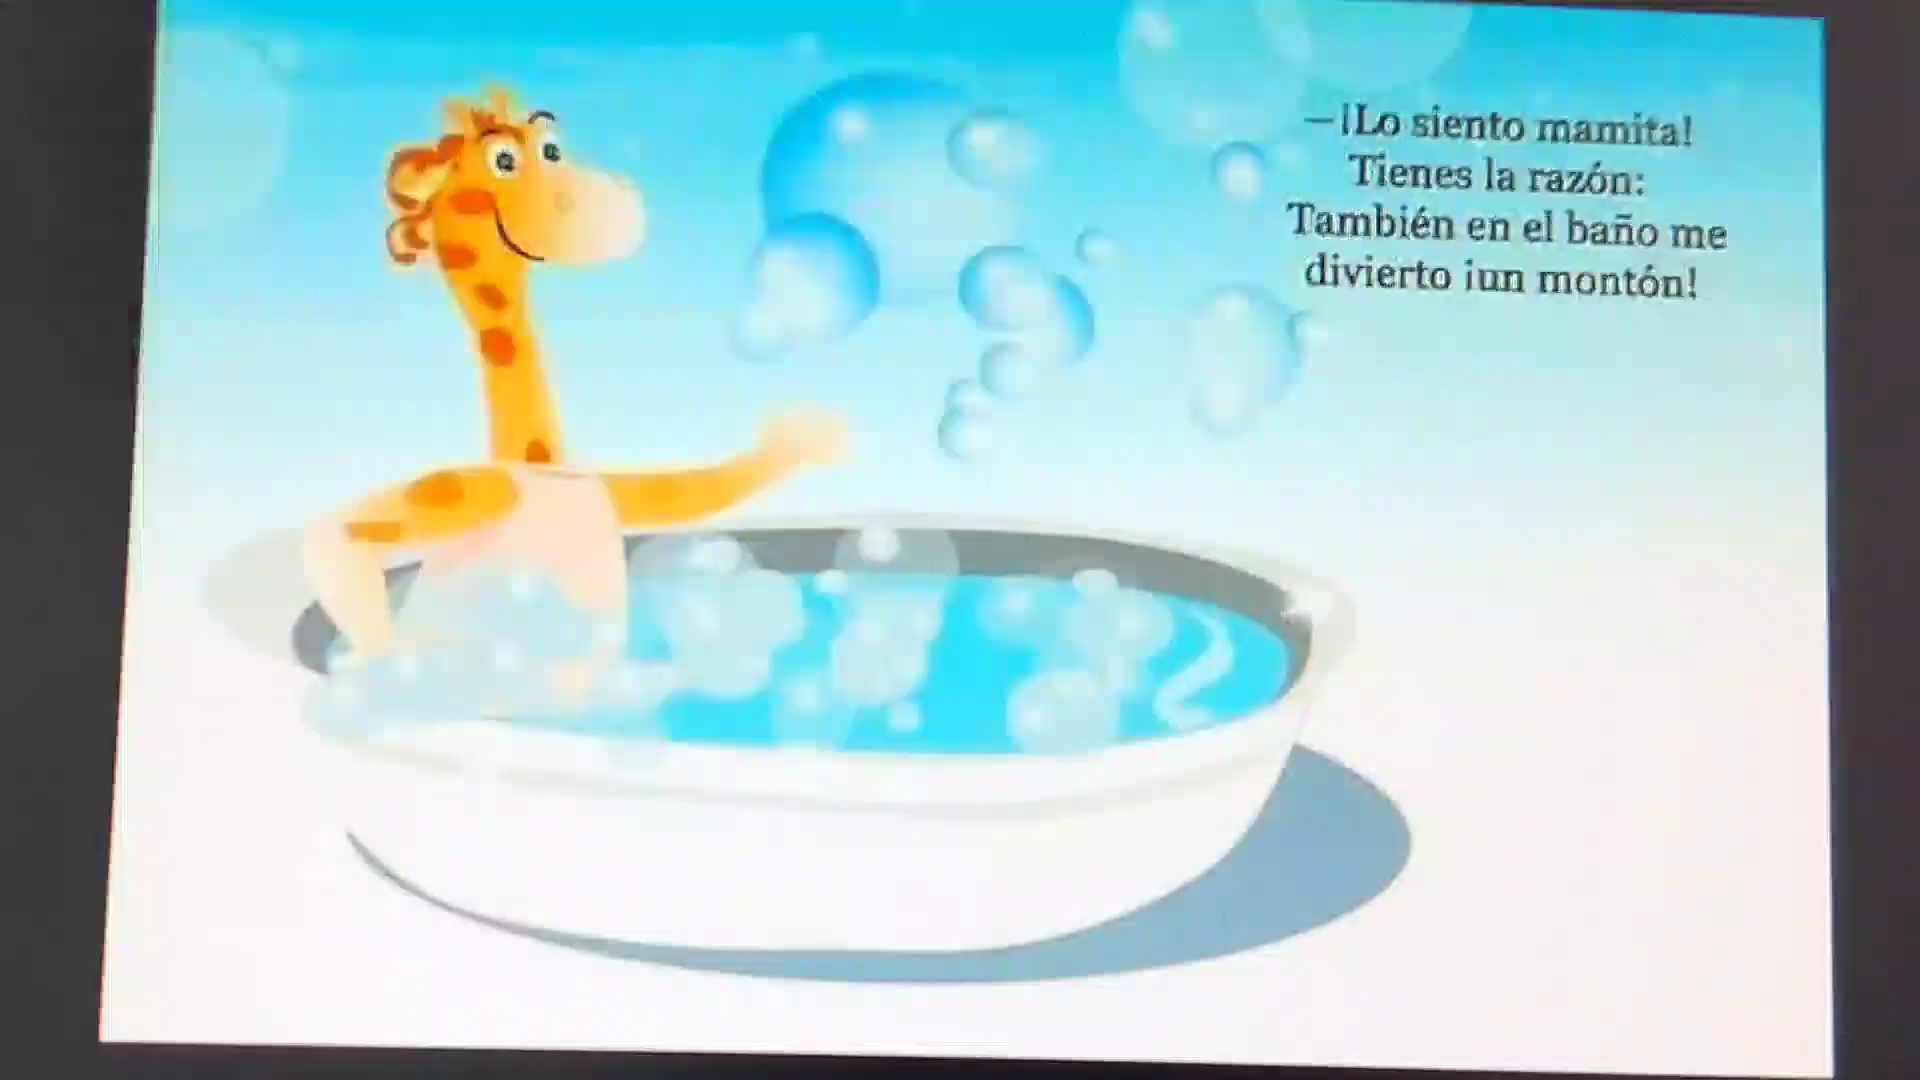 —¡Lo siento mamita!
Tienes la razón:
También en el baño me
divierto ¡un montón!